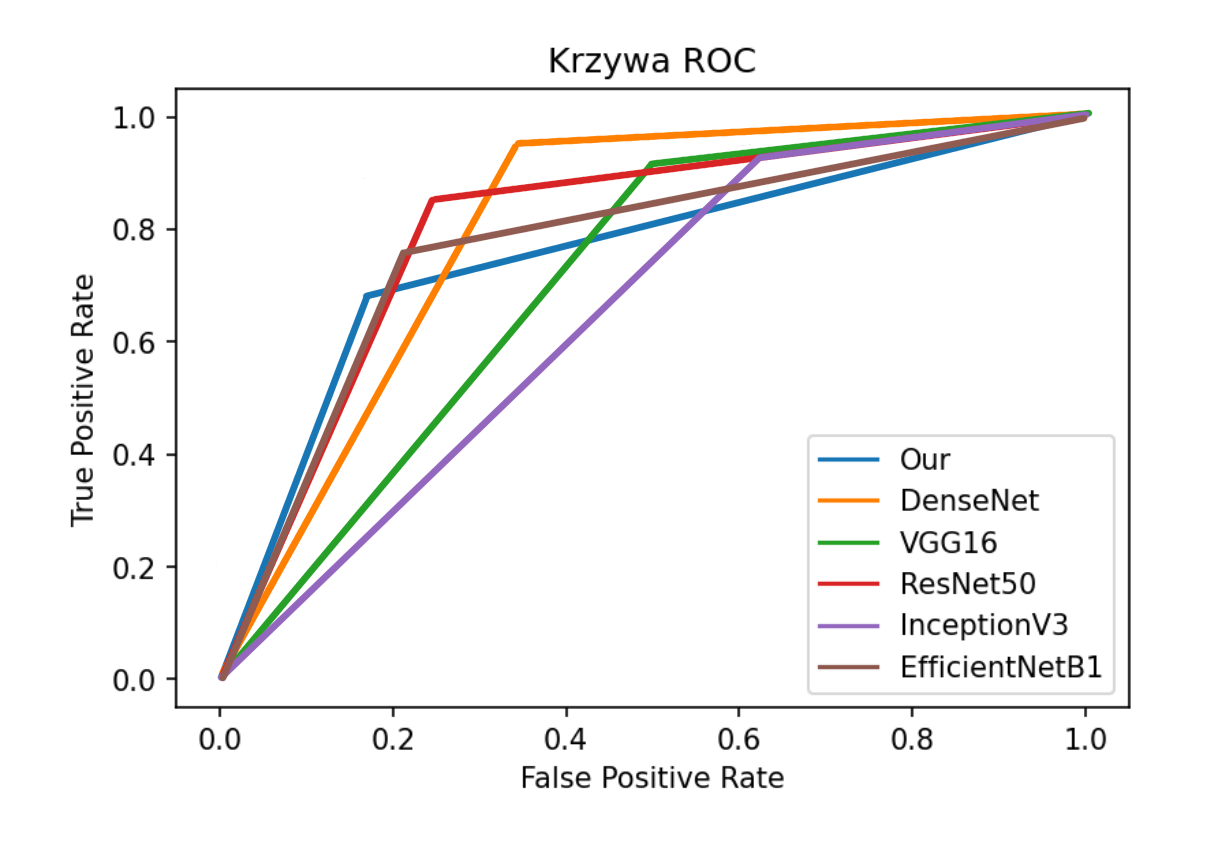 Krzywa ROC
True Positive Rate
1.0
0.8
0.6
0.4
0.2
0.0
Our
DenseNet
VGG16
ResNet50
InceptionV3
EfficientNetB1
0.0 0.2 0.4 0.6 0.8 1.0
False Positive Rate